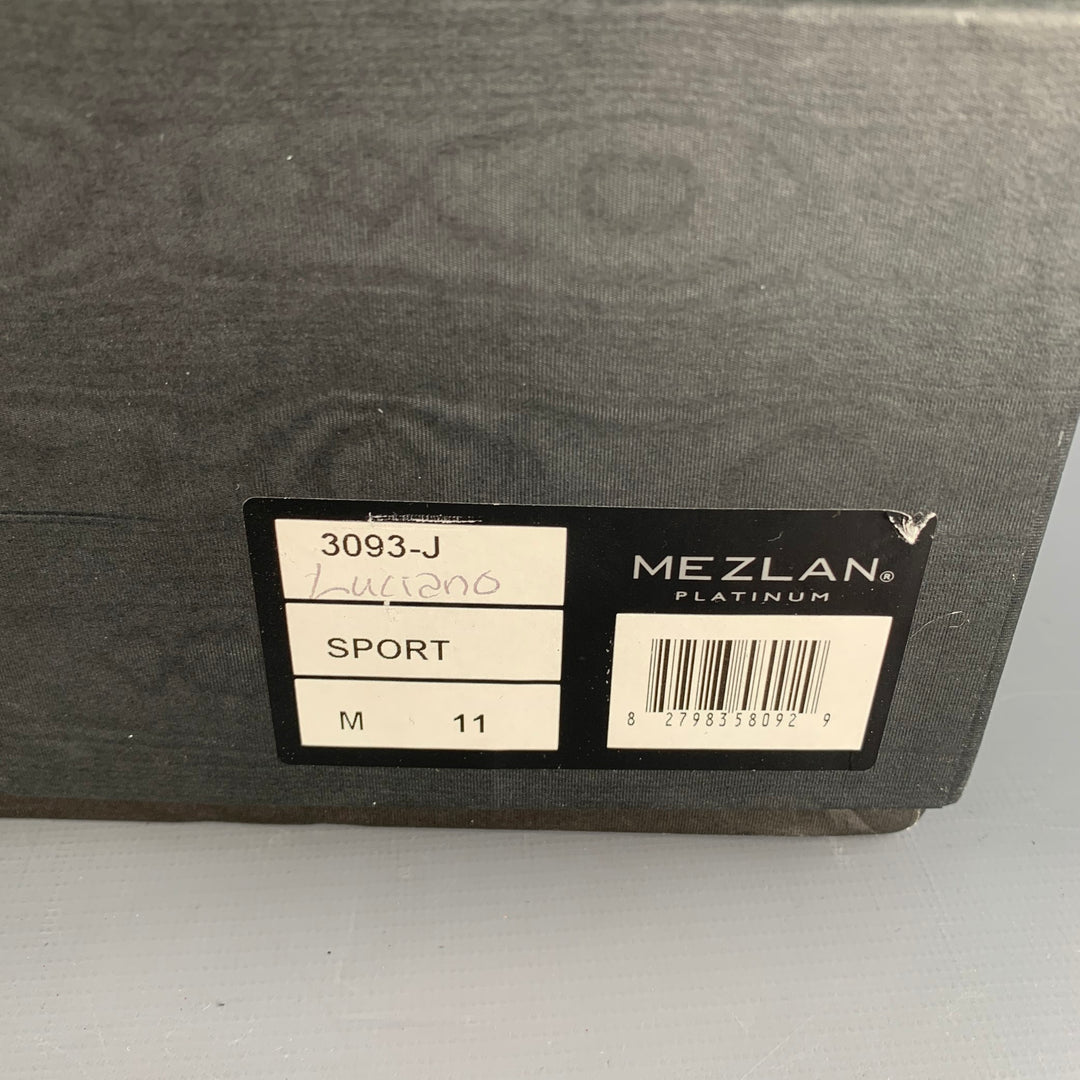 3093-J
Luciano
SPORT
M 11
MEZLAN®
PLATINUM
8 2798358092 9